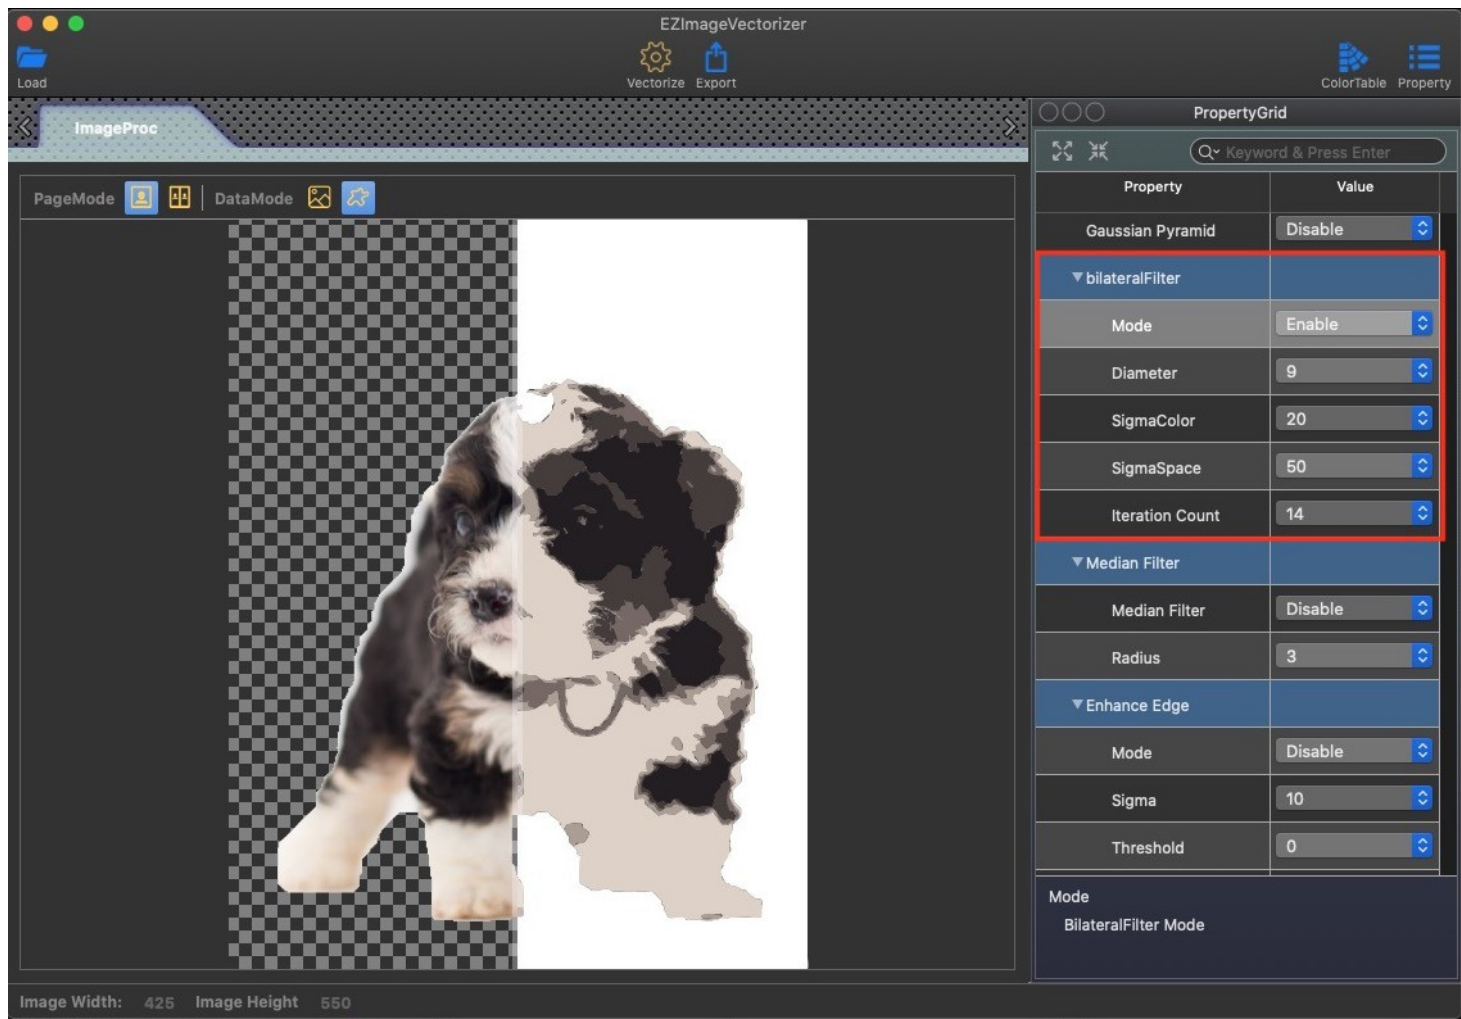 EZImageVectorizer
Load
Vectorize Export
ColorTable Property
ImageProc
PropertyGrid
Keyword & Press Enter
Property Value
PageMode DataMode
Gaussian Pyramid Disable
bilateralFilter
Mode Enable
Diameter 9
SigmaColor 20
SigmaSpace 50
Iteration Count 14
Median Filter
Median Filter Disable
Radius 3
Enhance Edge
Mode Disable
Sigma 10
Threshold 0
Mode
BilateralFilter Mode
Image Width: 425 Image Height 550